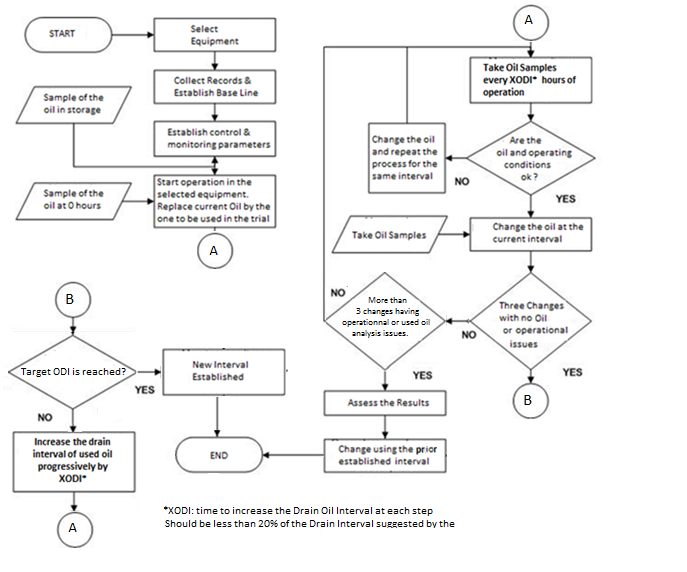 START
Select
Equipment
Collect Records &
Establish Base Line
Sample of the
oil in storage
Establish control &
monitoring parameters
Sample of the
oil at 0 hours
Start operation in the
selected equipment.
Replace current Oil by the
one to be used in the trial
A
A
Take Oil Samples
every XODI* hours of
operation
Are the
oil and operating
conditions
ok?
NO
Change the oil
and repeat the
process for the
same interval
YES
Take Oil Samples
Change the oil at the
current interval
Three Changes
with no Oil
or operational
issues
NO
YES
B
More than
3 changes having
operationnal or used oil
analysis issues.
NO
YES
Assess the Results
Change using the prior
established interval
END
B
Target ODI is reached?
YES
New Interval
Established
NO
Increase the drain
interval of used oil
progressively by
XODI*
A
*XODI: time to increase the Drain Oil Interval at each step
Should be less than 20% of the Drain Interval suggested by the